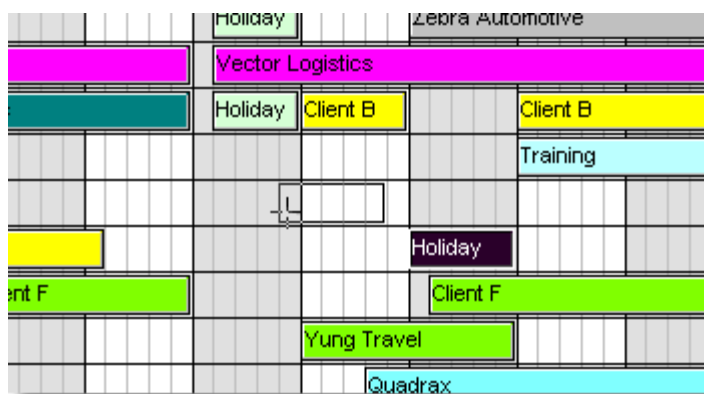 Holiday Zebra Automotive
Vector Logistics
Holiday Client B Client B
Training
Holiday
ent F Client F
Yung Travel
Quadrax